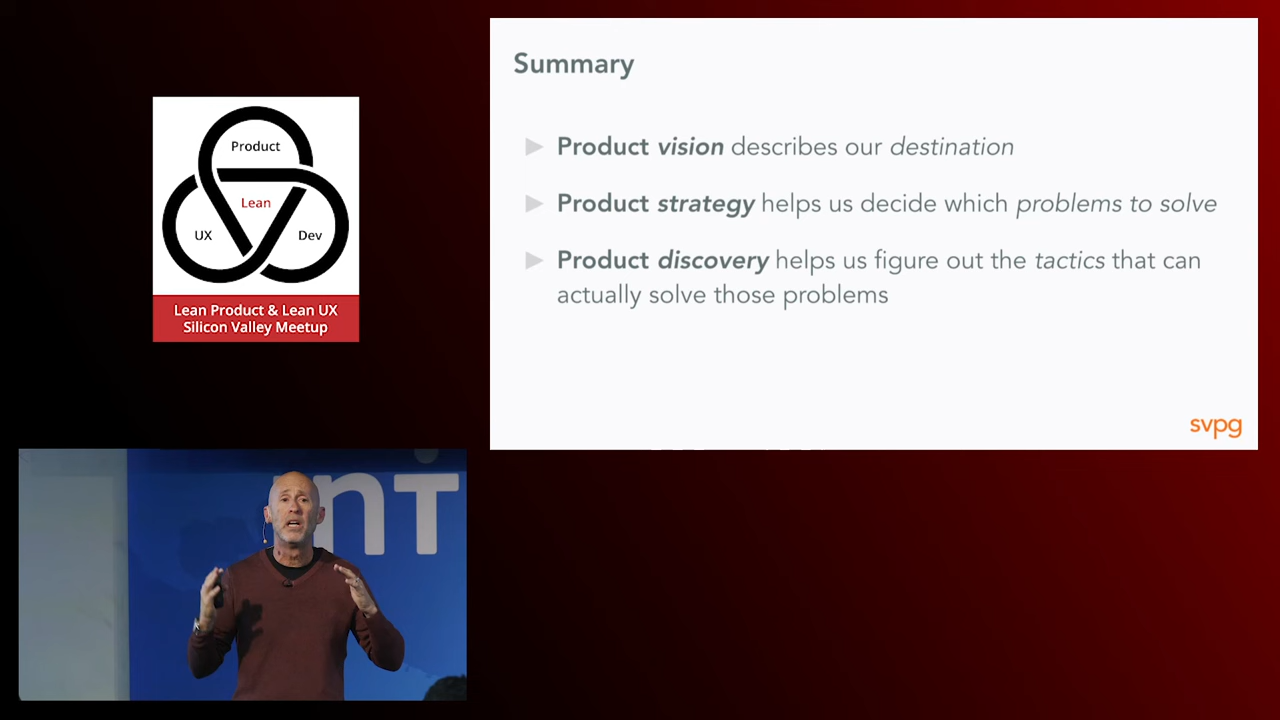 Product
Lean
UX
Dev
Lean Product & Lean UX
Silicon Valley Meetup
Summary
Product vision describes our destination
Product strategy helps us decide which problems to solve
Product discovery helps us figure out the tactics that can
actually solve those problems
svpg